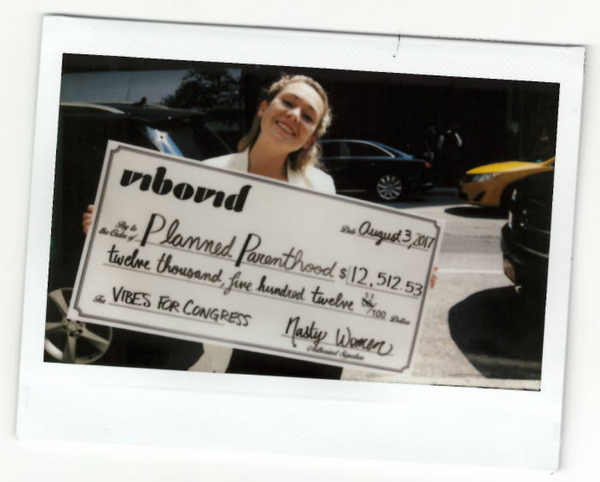 viborid
Date August 3, 2017
Pay to
the Order of Planned Parenthood $12,512.53
twelve thousand, five hundred twelve 53/100 Dollars
For VIBES FOR CONGRESS
Nasty Women
Authorized Signature